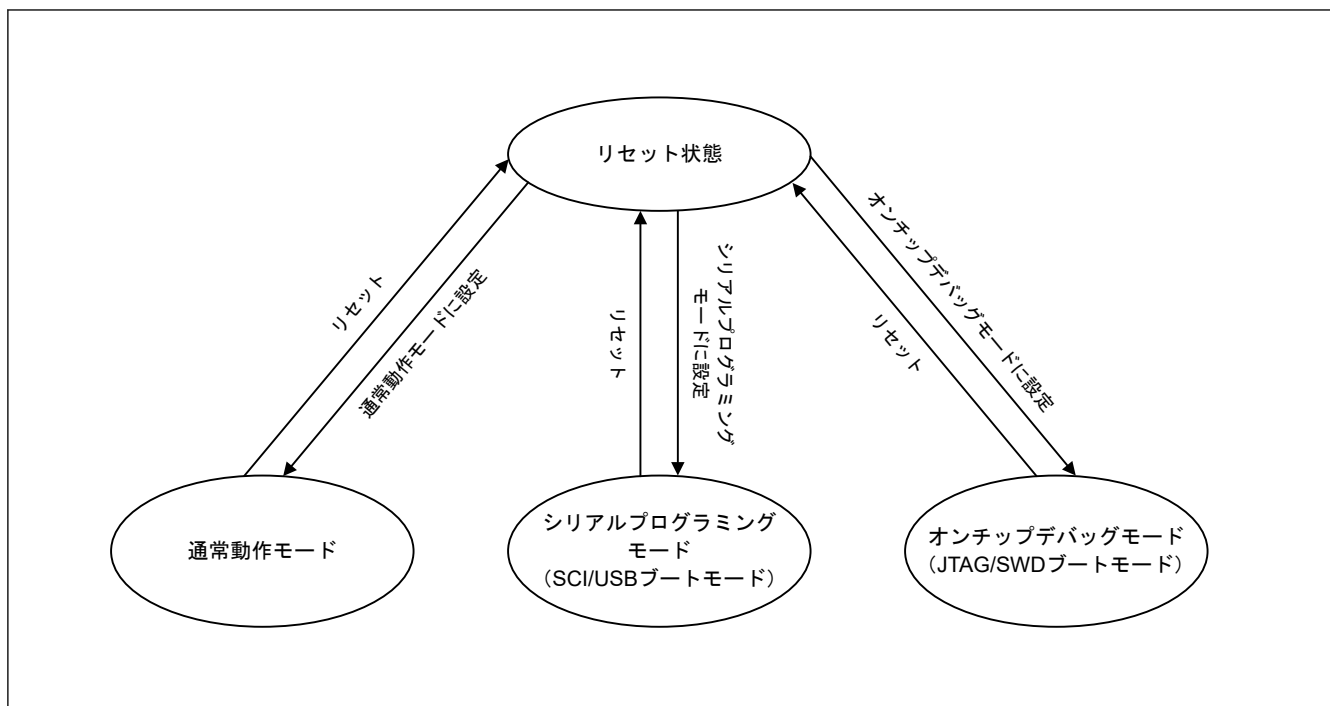 リセット状態
リセット
通常動作モードに設定
リセット
シリアルプログラミング
モードに設定
リセット
オンチップデバッグモードに設定
通常動作モード
シリアルプログラミング
モード
（SCI/USBブートモード）
オンチップデバッグモード
（JTAG/SWDブートモード）